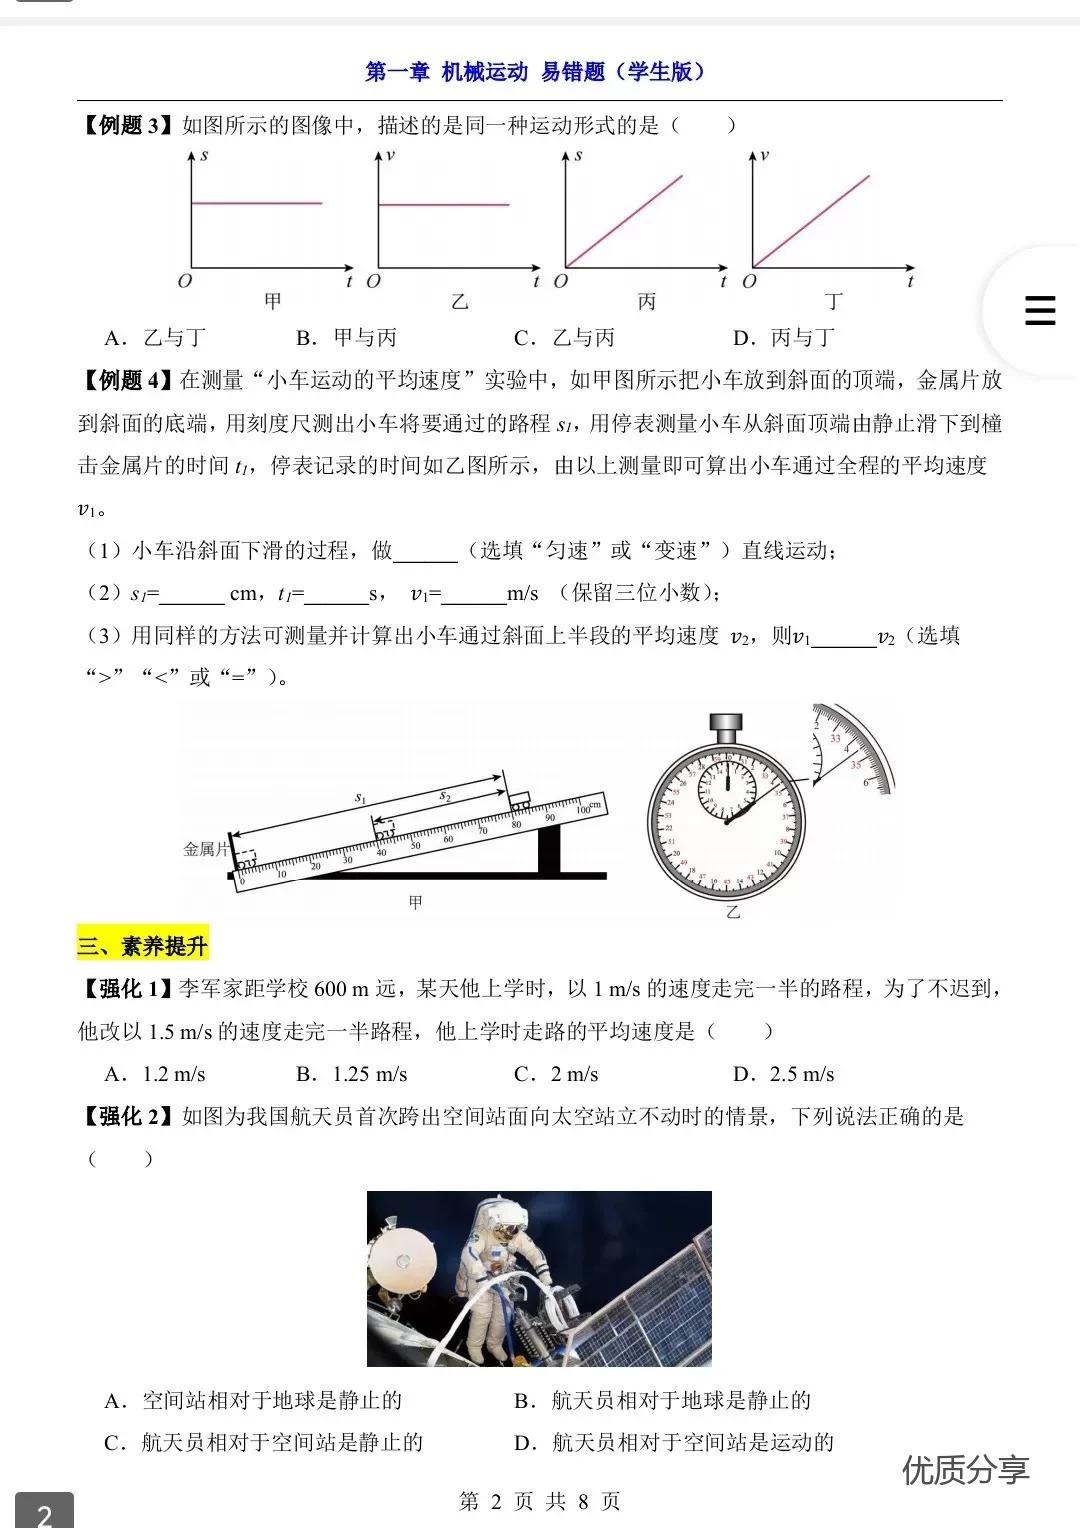 第一章 机械运动 易错题（学生版）
【例题 3】如图所示的图像中，描述的是同一种运动形式的是（　　）
s v s v
O t O t O t O t
甲 乙 丙 丁
A．乙与丁 B．甲与丙 C．乙与丙 D．丙与丁
【例题 4】在测量“小车运动的平均速度”实验中，如甲图所示把小车放到斜面的顶端，金属片放
到斜面的底端，用刻度尺测出小车将要通过的路程 s₁，用停表测量小车从斜面顶端由静止滑下到橦
击金属片的时间 t₁，停表记录的时间如乙图所示，由以上测量即可算出小车通过全程的平均速度
v₁。
（1）小车沿斜面下滑的过程，做______（选填“匀速”或“变速”）直线运动；
（2）s₁=______ cm，t₁=______s， v₁=______m/s （保留三位小数）；
（3）用同样的方法可测量并计算出小车通过斜面上半段的平均速度 v₂，则v₁______v₂（选填
“>”“<”或“=”）。
s₁ s₂
金属片
0 10 20 30 40 50 60 70 80 90 100 cm
2 33 4 35 6
甲 乙
三、素养提升
【强化 1】李军家距学校 600 m 远，某天他上学时，以 1 m/s 的速度走完一半的路程，为了不迟到，
他改以 1.5 m/s 的速度走完一半路程，他上学时走路的平均速度是（　　）
A．1.2 m/s B．1.25 m/s C．2 m/s D．2.5 m/s
【强化 2】如图为我国航天员首次跨出空间站面向太空站立不动时的情景，下列说法正确的是
（　　）
A．空间站相对于地球是静止的 B．航天员相对于地球是静止的
C．航天员相对于空间站是静止的 D．航天员相对于空间站是运动的
优质分享
第 2 页 共 8 页
2